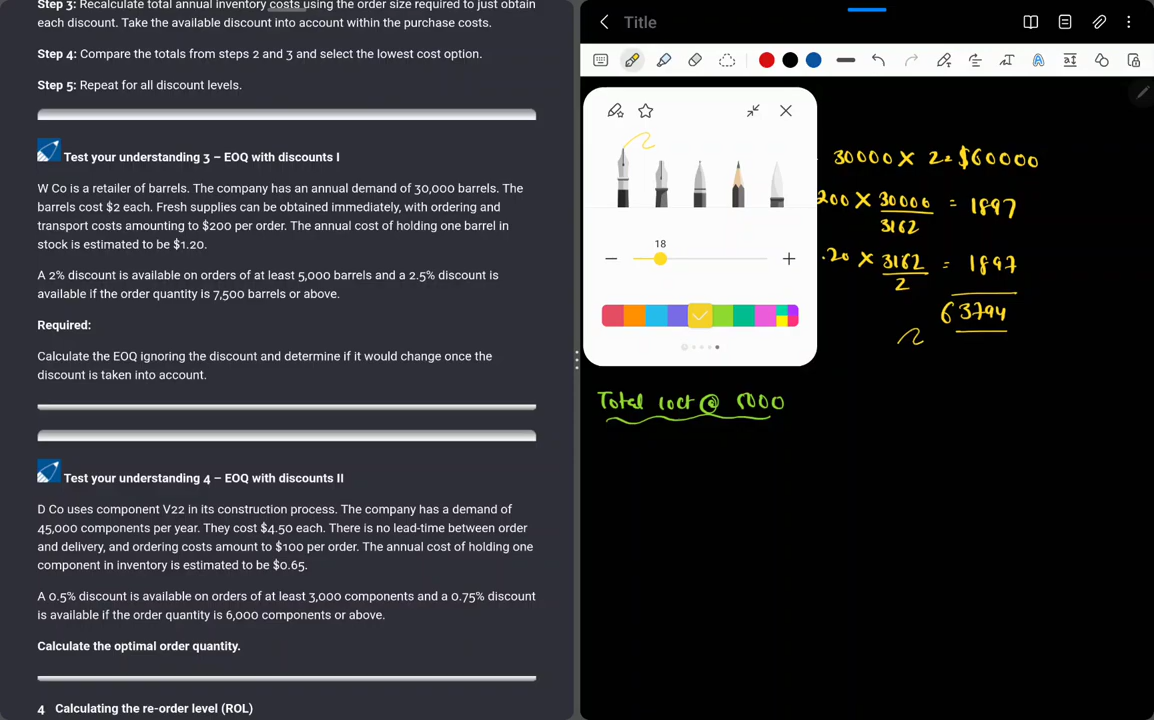 Step 3: Recalculate total annual inventory costs using the order size required to just obtain
each discount. Take the available discount into account within the purchase costs.
Step 4: Compare the totals from steps 2 and 3 and select the lowest cost option.
Step 5: Repeat for all discount levels.
Test your understanding 3 – EOQ with discounts I
W Co is a retailer of barrels. The company has an annual demand of 30,000 barrels. The
barrels cost $2 each. Fresh supplies can be obtained immediately, with ordering and
transport costs amounting to $200 per order. The annual cost of holding one barrel in
stock is estimated to be $1.20.
A 2% discount is available on orders of at least 5,000 barrels and a 2.5% discount is
available if the order quantity is 7,500 barrels or above.
Required:
Calculate the EOQ ignoring the discount and determine if it would change once the
discount is taken into account.
Test your understanding 4 – EOQ with discounts II
D Co uses component V22 in its construction process. The company has a demand of
45,000 components per year. They cost $4.50 each. There is no lead-time between order
and delivery, and ordering costs amount to $100 per order. The annual cost of holding one
component in inventory is estimated to be $0.65.
A 0.5% discount is available on orders of at least 3,000 components and a 0.75% discount
is available if the order quantity is 6,000 components or above.
Calculate the optimal order quantity.
4 Calculating the re-order level (ROL)
Title
18
30000 × 2 = $60000
200 × 30000 = 1897
3162
.20 × 3162 = 1897
2
63794
Total cost @ 5000